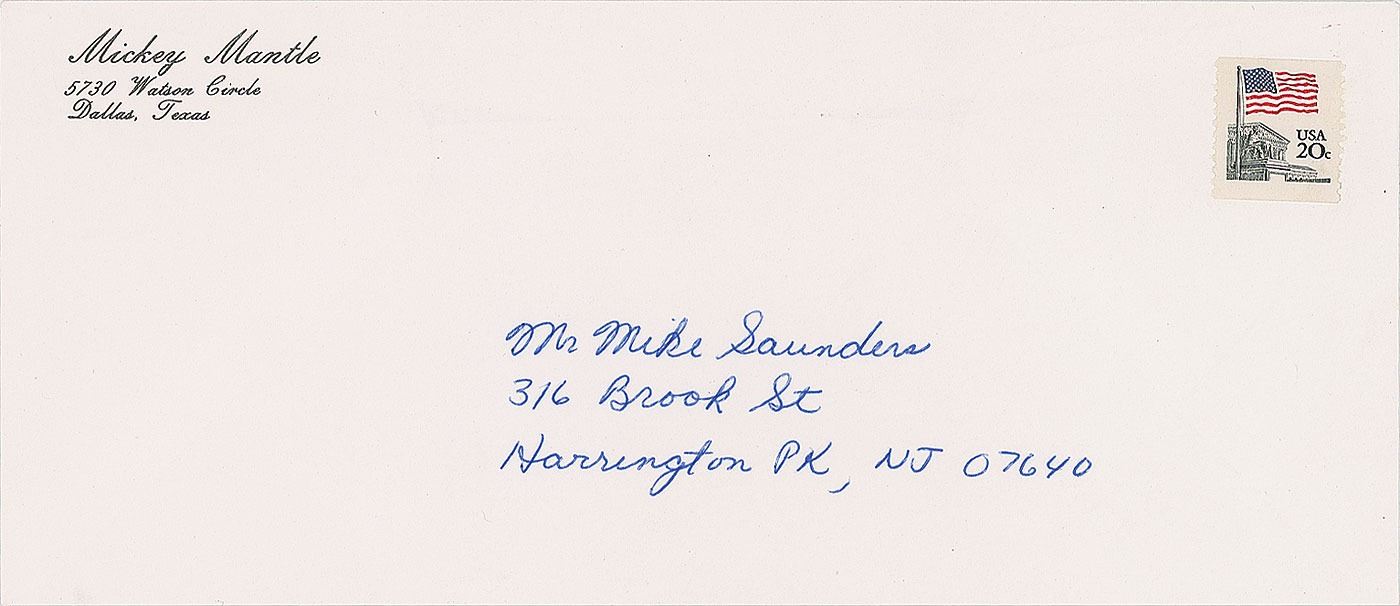 Mickey Mantle
5730 Watson Circle
Dallas, Texas
USA
20c
Mr Mike Saunders
316 Brook St
Harrington PK, NJ 07640